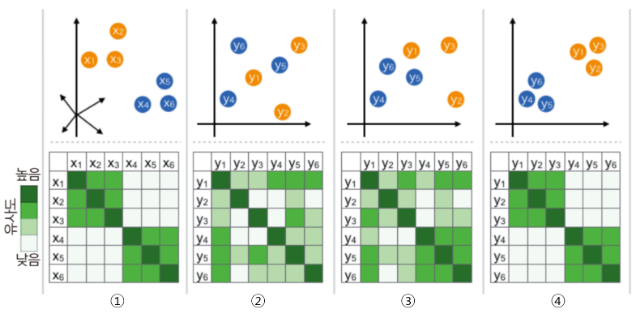 x₂
x₁ x₃
x₅
x₄ x₆
y₆ y₃
y₅
y₁
y₄
y₂
y₁ y₃
y₆
y₅
y₄ y₂
y₁ y₃
y₂
y₆
y₄ y₅
높음
유사도
낮음
x₁ x₂ x₃ x₄ x₅ x₆
x₁
x₂
x₃
x₄
x₅
x₆
y₁ y₂ y₃ y₄ y₅ y₆
y₁
y₂
y₃
y₄
y₅
y₆
y₁ y₂ y₃ y₄ y₅ y₆
y₁
y₂
y₃
y₄
y₅
y₆
y₁ y₂ y₃ y₄ y₅ y₆
y₁
y₂
y₃
y₄
y₅
y₆
① ② ③ ④